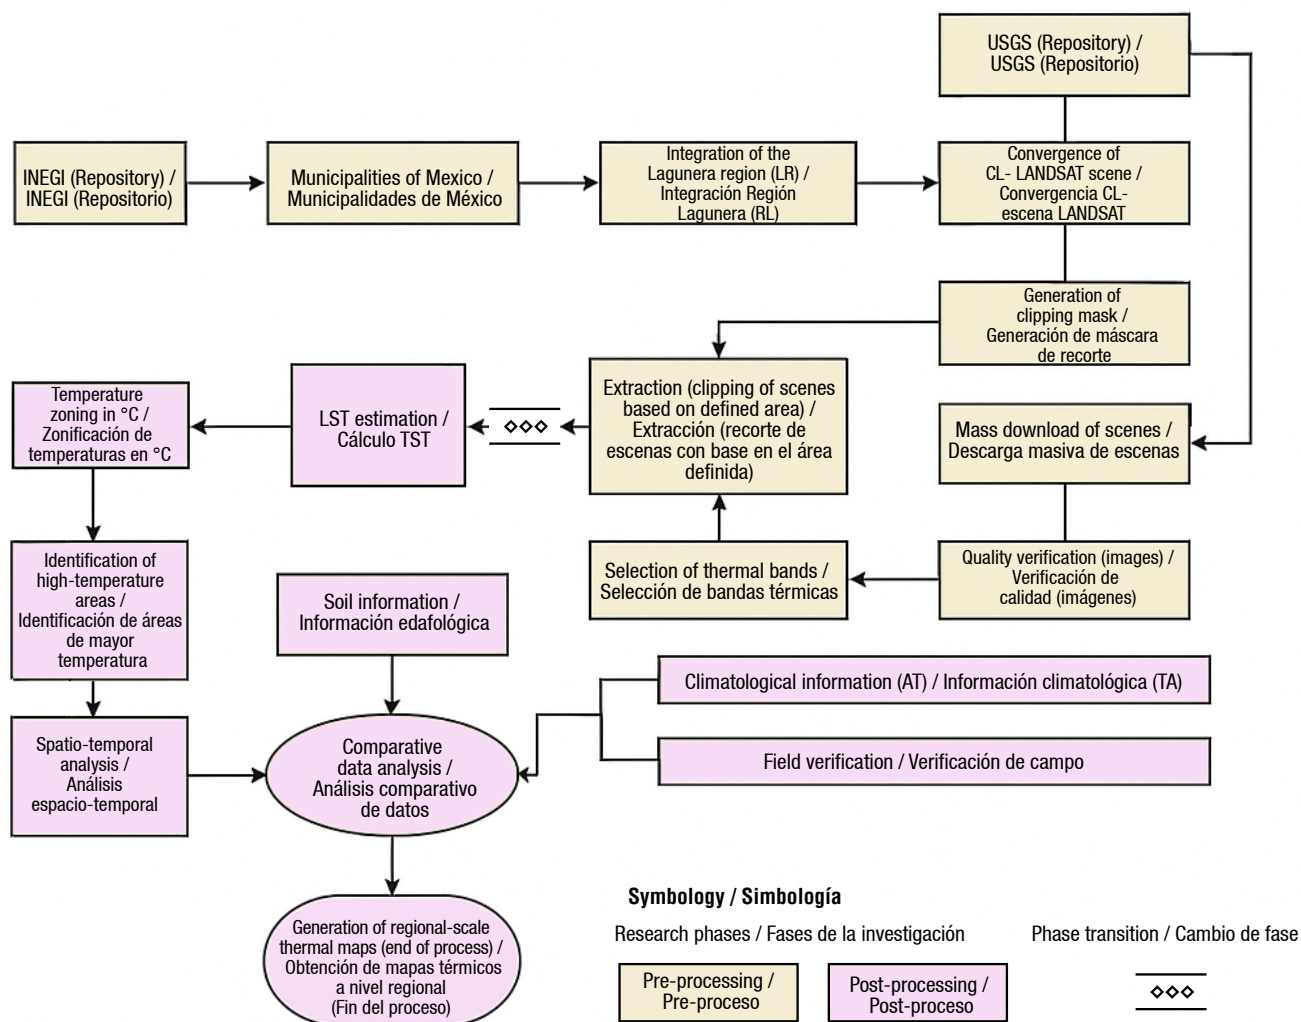 USGS (Repository) /
USGS (Repositorio)
INEGI (Repository) /
INEGI (Repositorio)
Municipalities of Mexico /
Municipalidades de México
Integration of the
Lagunera region (LR) /
Integración Región
Lagunera (RL)
Convergence of
CL- LANDSAT scene /
Convergencia CL-
escena LANDSAT
Generation of
clipping mask /
Generación de máscara
de recorte
Extraction (clipping of scenes
based on defined area) /
Extracción (recorte de
escenas con base en el área
definida)
LST estimation /
Cálculo TST
Temperature
zoning in °C /
Zonificación de
temperaturas en °C
Mass download of scenes /
Descarga masiva de escenas
Quality verification (images) /
Verificación de
calidad (imágenes)
Selection of thermal bands /
Selección de bandas térmicas
Identification of
high-temperature
areas /
Identificación de áreas
de mayor
temperatura
Soil information /
Información edafológica
Climatological information (AT) / Información climatológica (TA)
Field verification / Verificación de campo
Spatio-temporal
analysis /
Análisis
espacio-temporal
Comparative
data analysis /
Análisis comparativo
de datos
Generation of regional-scale
thermal maps (end of process) /
Obtención de mapas térmicos
a nivel regional
(Fin del proceso)
Symbology / Simbología
Research phases / Fases de la investigación
Phase transition / Cambio de fase
Pre-processing /
Pre-proceso
Post-processing /
Post-proceso